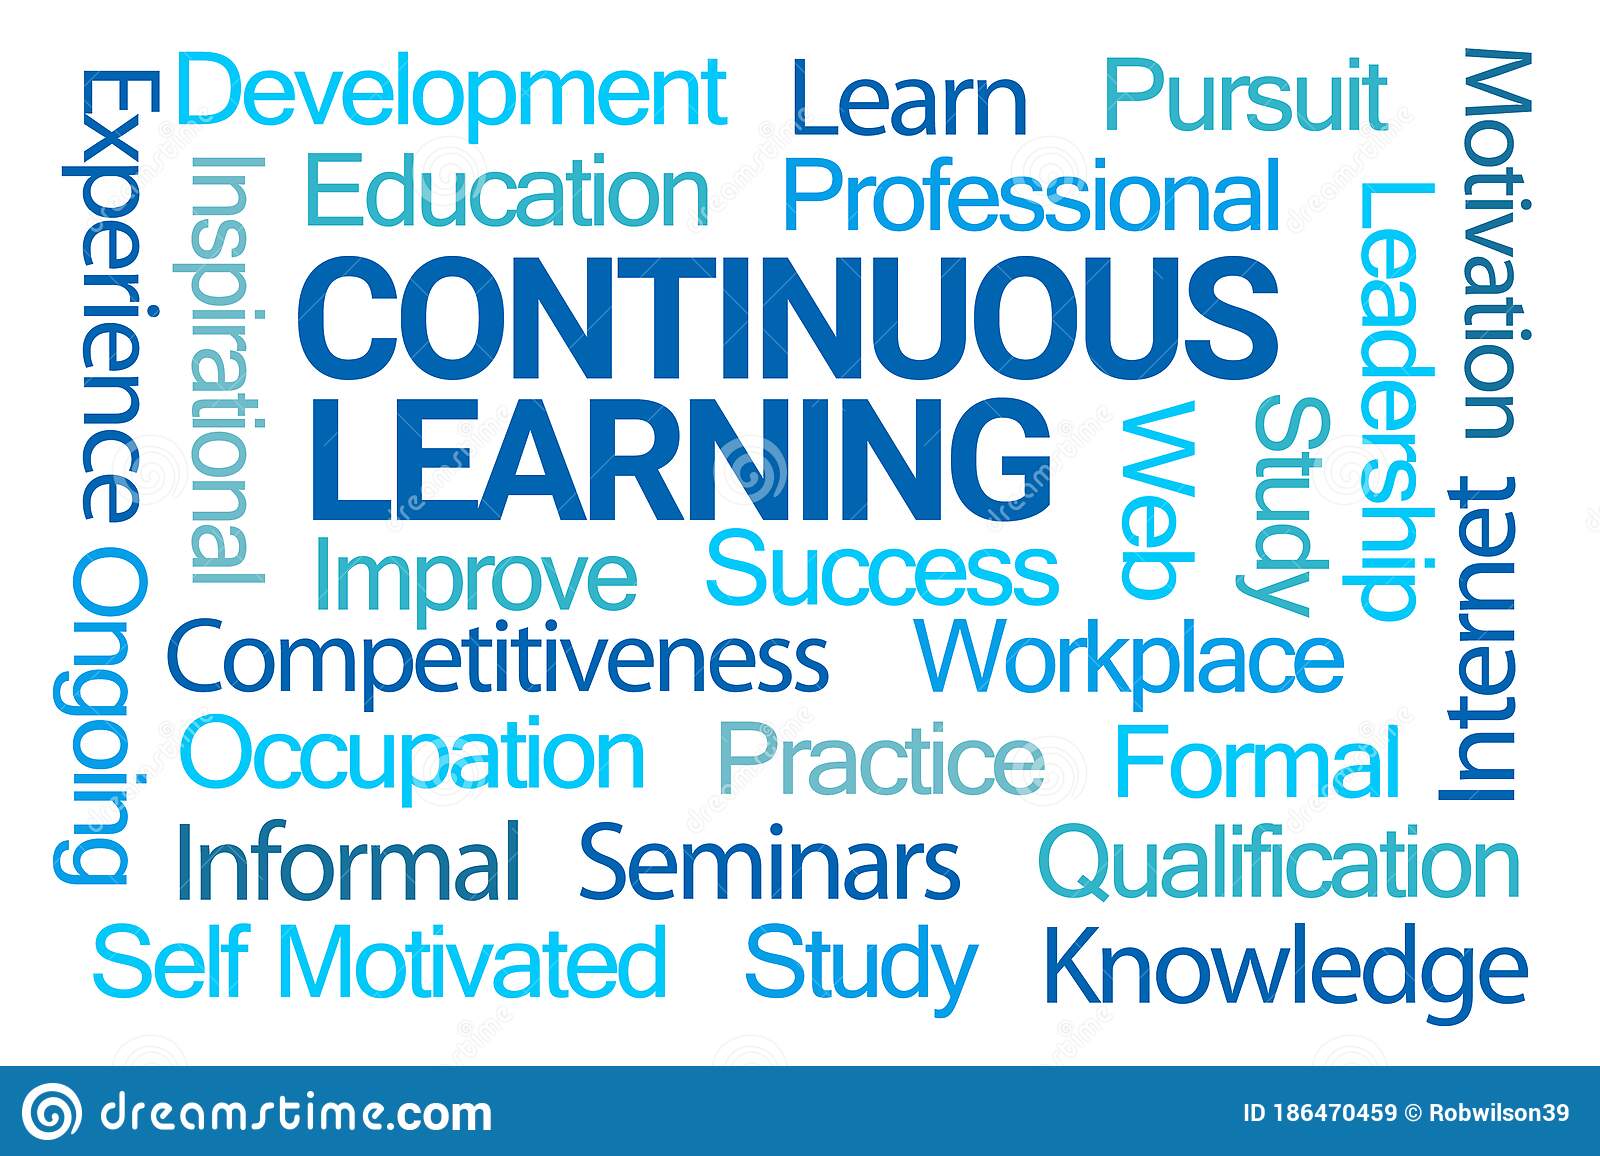 Development
Learn
Pursuit
Motivation
Experience
Inspirational
Education
Professional
Leadership
CONTINUOUS
LEARNING
Web
Study
Internet
Improve
Success
Ongoing
Competitiveness
Workplace
Occupation
Practice
Formal
Informal
Seminars
Qualification
Self Motivated
Study
Knowledge
dreamstime.com
ID 186470459 © Robwilson39